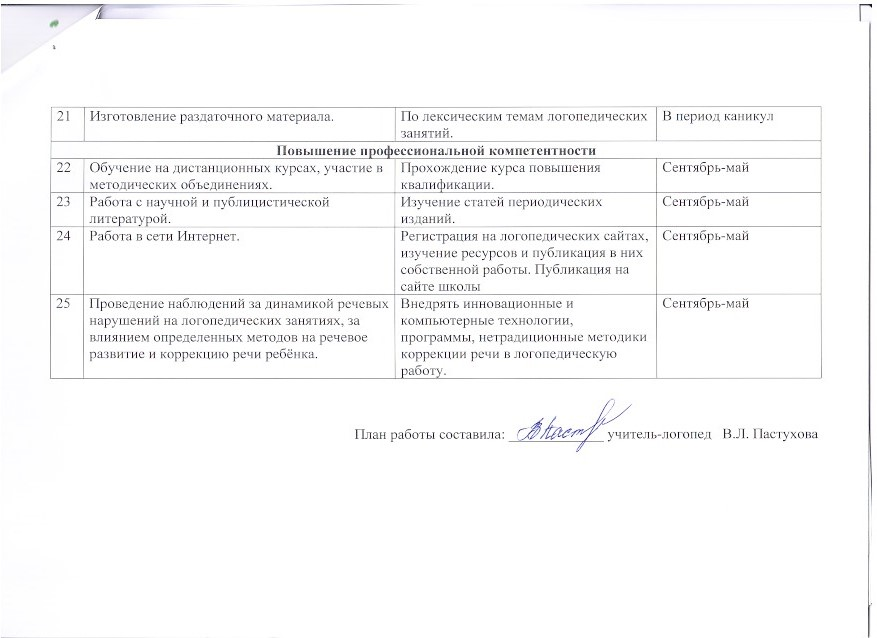 21 Изготовление раздаточного материала. По лексическим темам логопедических занятий. В период каникул
Повышение профессиональной компетентности
22 Обучение на дистанционных курсах, участие в методических объединениях. Прохождение курса повышения квалификации. Сентябрь-май
23 Работа с научной и публицистической литературой. Изучение статей периодических изданий. Сентябрь-май
24 Работа в сети Интернет. Регистрация на логопедических сайтах, изучение ресурсов и публикация в них собственной работы. Публикация на сайте школы Сентябрь-май
25 Проведение наблюдений за динамикой речевых нарушений на логопедических занятиях, за влиянием определенных методов на речевое развитие и коррекцию речи ребёнка. Внедрять инновационные и компьютерные технологии, программы, нетрадиционные методики коррекции речи в логопедическую работу. Сентябрь-май
План работы составила: учитель-логопед В.Л. Пастухова